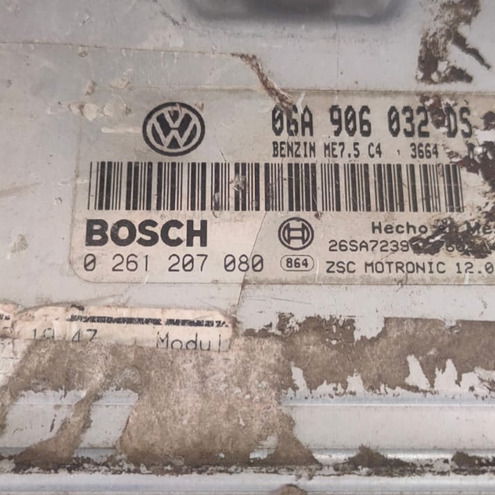 06A 906 032 DS
BENZIN ME7.5 C4 3664
BOSCH
Hecho
0 261 207 080
864
ZSC MOTRONIC 12.0
Modul